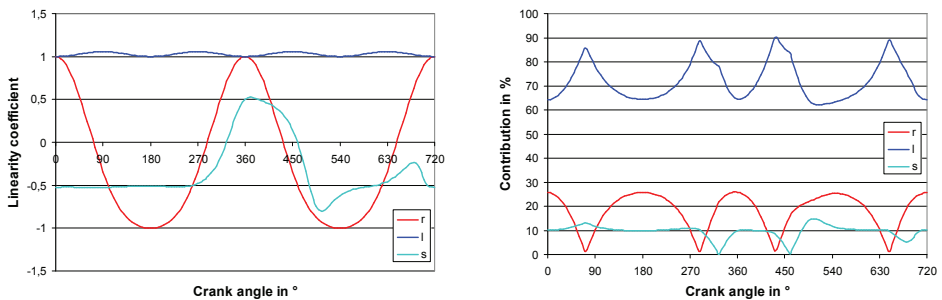 1,5
1
0,5
0
-0,5
-1
-1,5
0 90 180 270 360 450 540 630 720
Linearity coefficient
Crank angle in °
r
l
s
100
90
80
70
60
50
40
30
20
10
0
0 90 180 270 360 450 540 630 720
Contribution in %
Crank angle in °
r
l
s